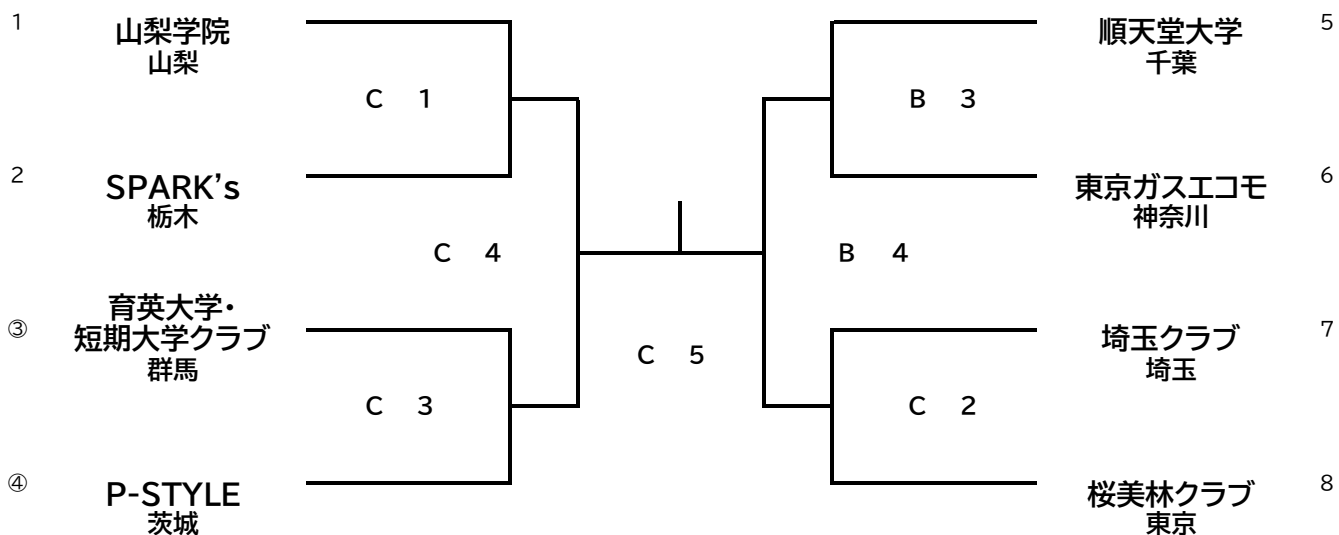 1
山梨学院
山梨
C 1
2
SPARK's
栃木
C 4
③
育英大学・
短期大学クラブ
群馬
C 3
④
P-STYLE
茨城
C 5
5
順天堂大学
千葉
B 3
6
東京ガスエコモ
神奈川
B 4
7
埼玉クラブ
埼玉
C 2
8
桜美林クラブ
東京